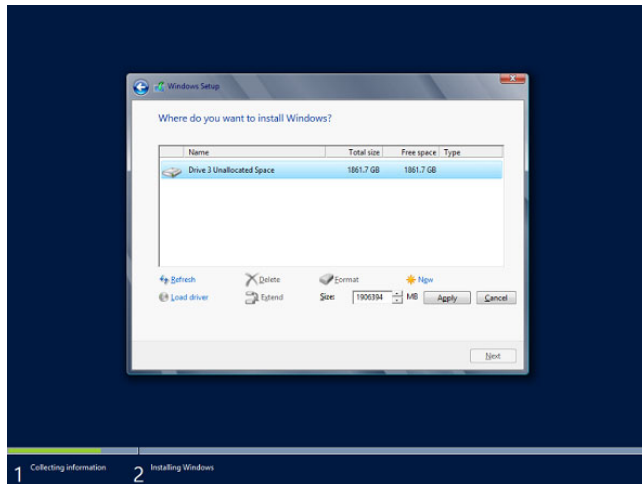 Windows Setup
Where do you want to install Windows?
Name Total size Free space Type
Drive 3 Unallocated Space 1861.7 GB 1861.7 GB
Refresh Delete Format New
Load driver Extend Size: 1906394 MB Apply Cancel
Next
1 Collecting information 2 Installing Windows